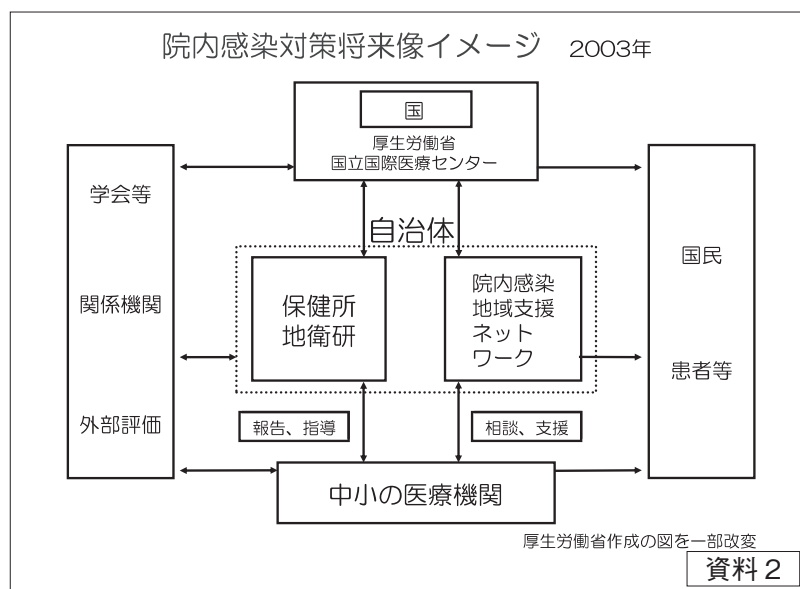 院内感染対策将来像イメージ 2003年
国
厚生労働省
国立国際医療センター
学会等
関係機関
外部評価
自治体
保健所
地衛研
院内感染
地域支援
ネット
ワーク
国民
患者等
報告、指導
相談、支援
中小の医療機関
厚生労働省作成の図を一部改変
資料2